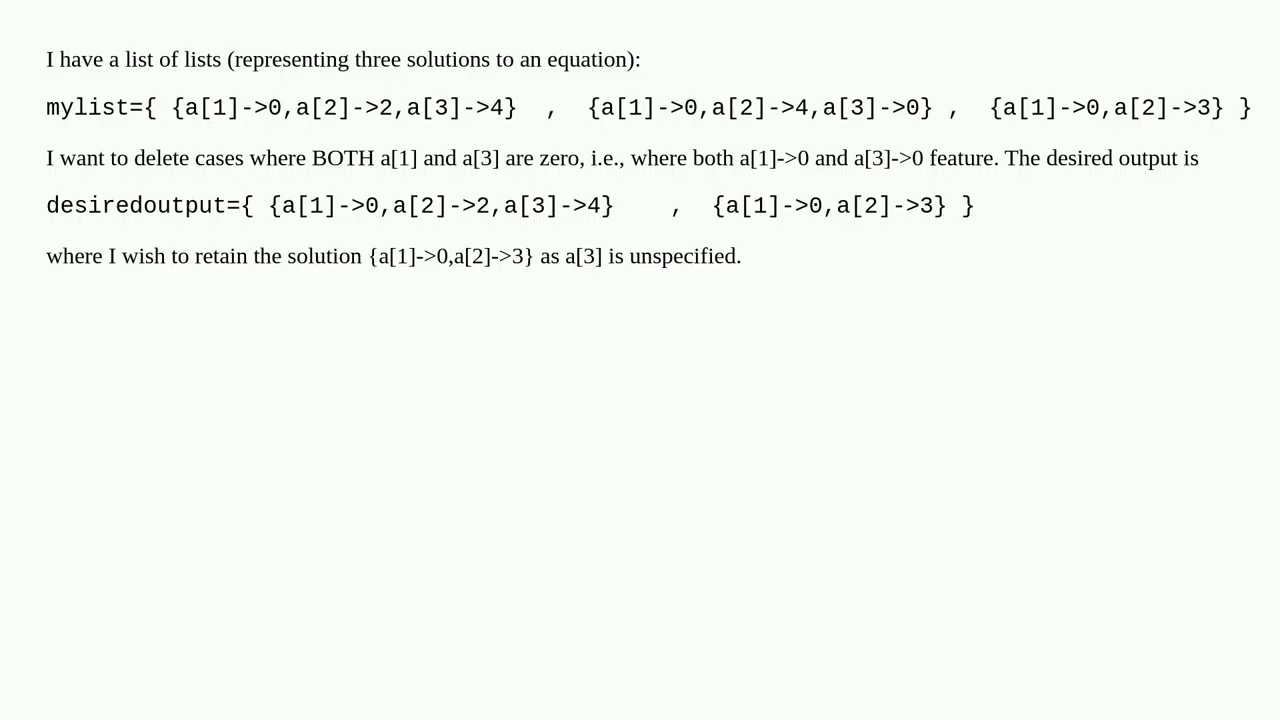 I have a list of lists (representing three solutions to an equation):
mylist={ {a[1]->0,a[2]->2,a[3]->4}  ,  {a[1]->0,a[2]->4,a[3]->0} ,  {a[1]->0,a[2]->3} }
I want to delete cases where BOTH a[1] and a[3] are zero, i.e., where both a[1]->0 and a[3]->0 feature. The desired output is
desiredoutput={ {a[1]->0,a[2]->2,a[3]->4}    ,  {a[1]->0,a[2]->3} }
where I wish to retain the solution {a[1]->0,a[2]->3} as a[3] is unspecified.